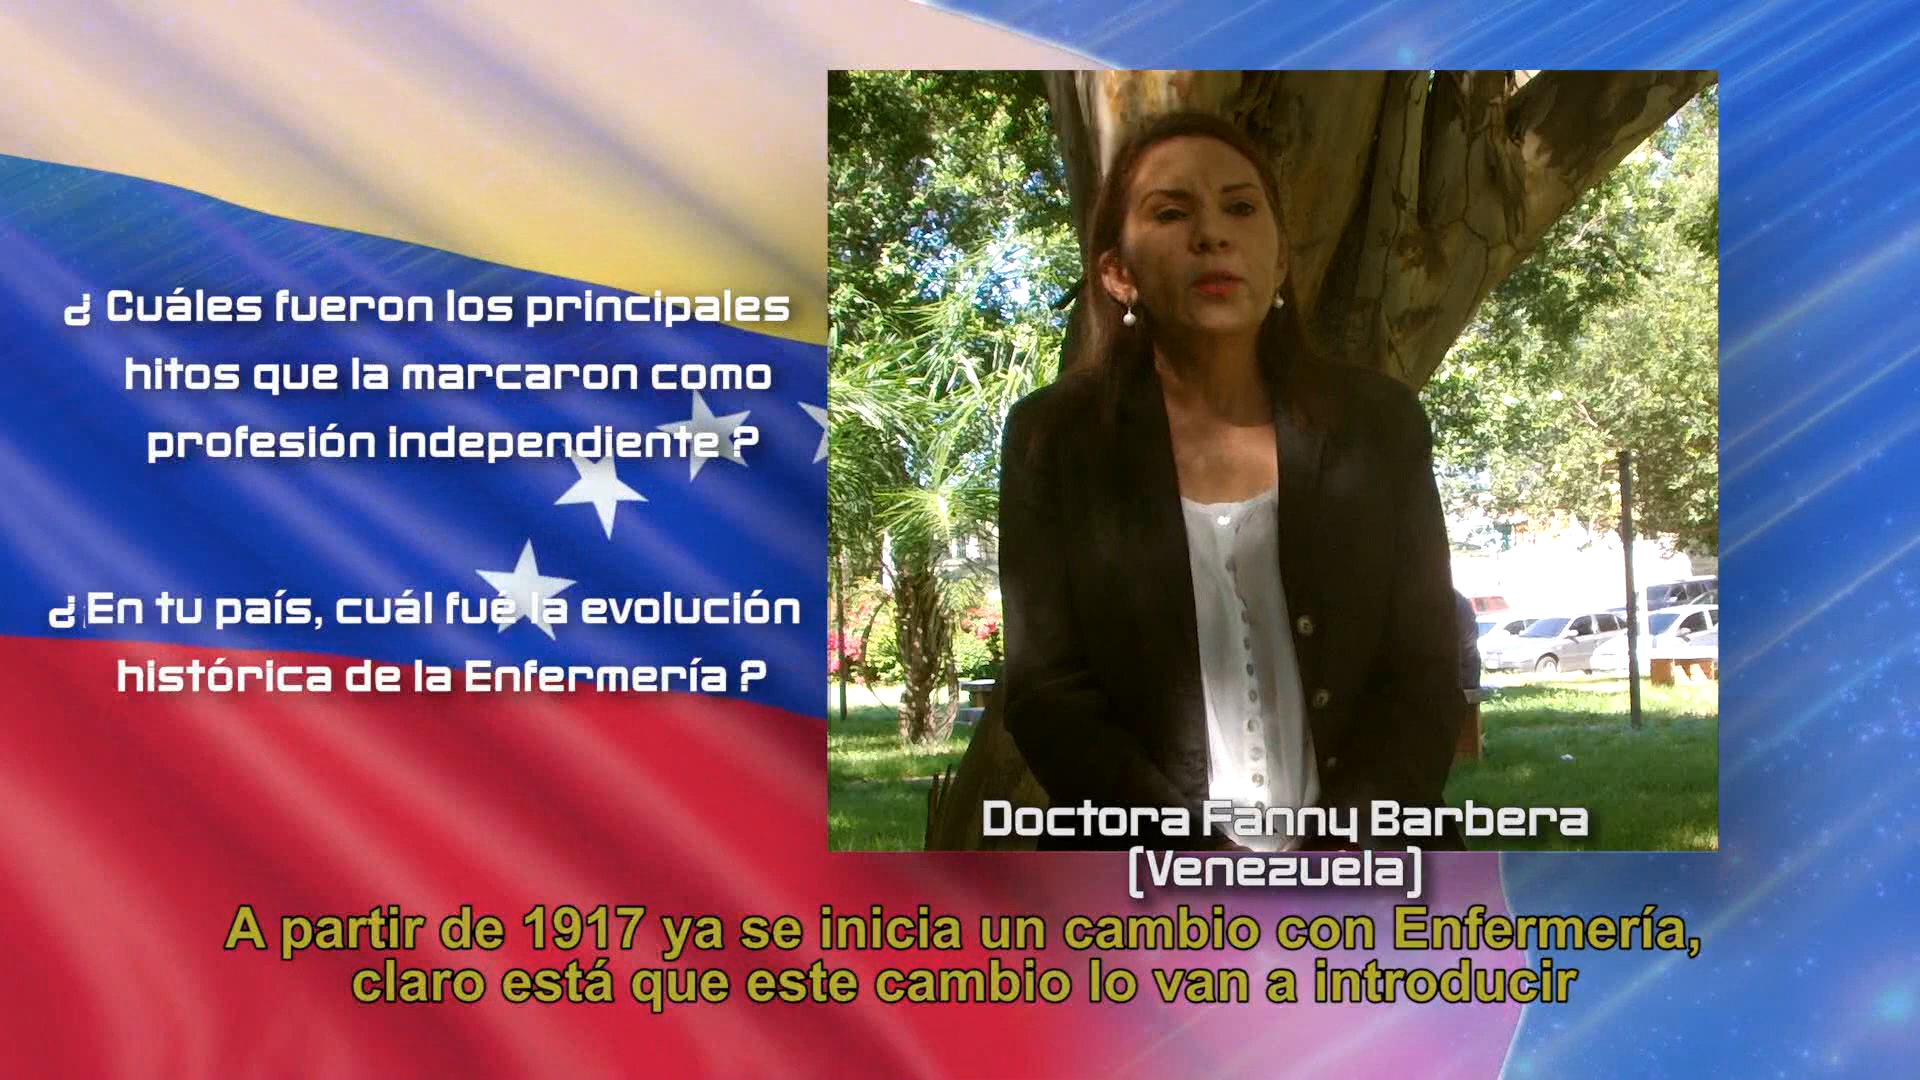 ¿ Cuáles fueron los principales
hitos que la marcaron como
profesión independiente ?
¿ En tu país, cuál fué la evolución
histórica de la Enfermería ?
Doctora Fanny Barbera
(Venezuela)
A partir de 1917 ya se inicia un cambio con Enfermería,
claro está que este cambio lo van a introducir